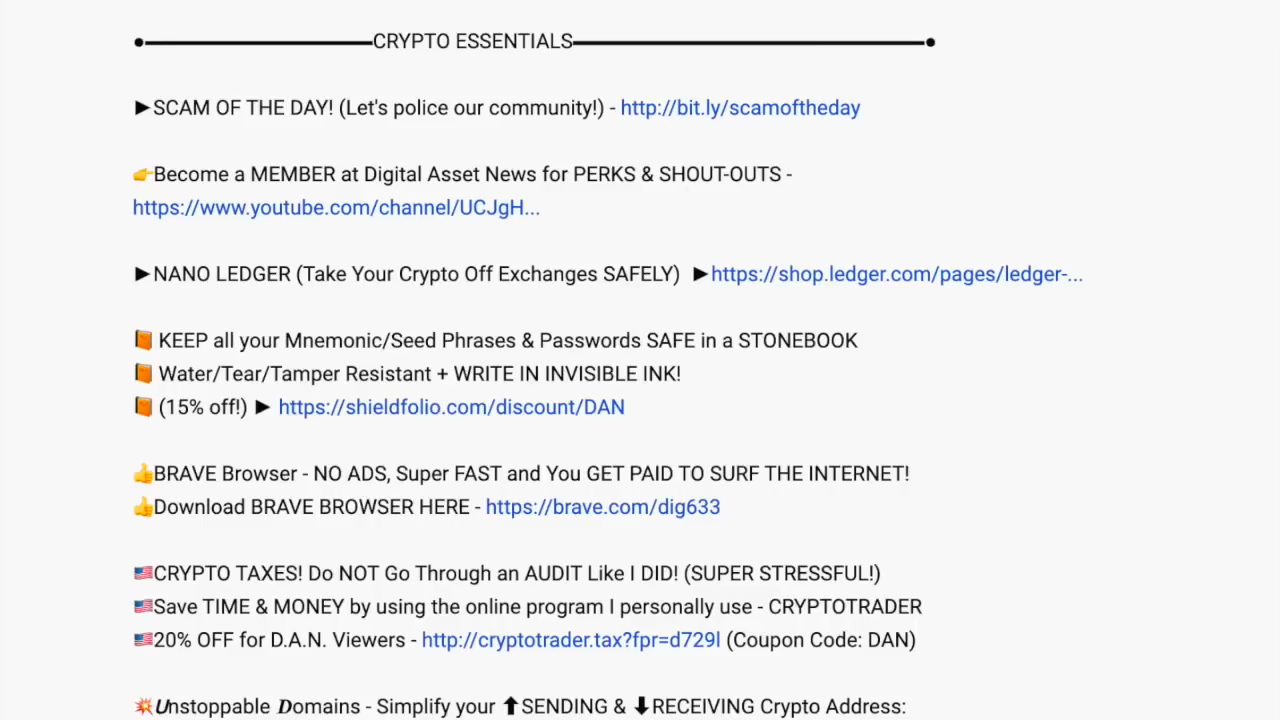 CRYPTO ESSENTIALS
►SCAM OF THE DAY! (Let's police our community!) - http://bit.ly/scamoftheday
👉Become a MEMBER at Digital Asset News for PERKS & SHOUT-OUTS -
https://www.youtube.com/channel/UCJgH...
►NANO LEDGER (Take Your Crypto Off Exchanges SAFELY) ►https://shop.ledger.com/pages/ledger-...
📙 KEEP all your Mnemonic/Seed Phrases & Passwords SAFE in a STONEBOOK
📙 Water/Tear/Tamper Resistant + WRITE IN INVISIBLE INK!
📙 (15% off!) ► https://shieldfolio.com/discount/DAN
👍BRAVE Browser - NO ADS, Super FAST and You GET PAID TO SURF THE INTERNET!
👍Download BRAVE BROWSER HERE - https://brave.com/dig633
🇺🇸CRYPTO TAXES! Do NOT Go Through an AUDIT Like I DID! (SUPER STRESSFUL!)
🇺🇸Save TIME & MONEY by using the online program I personally use - CRYPTOTRADER
🇺🇸20% OFF for D.A.N. Viewers - http://cryptotrader.tax?fpr=d729l (Coupon Code: DAN)
💥𝙐nstoppable 𝑫omains - Simplify your ⬆SENDING & ⬇RECEIVING Crypto Address: